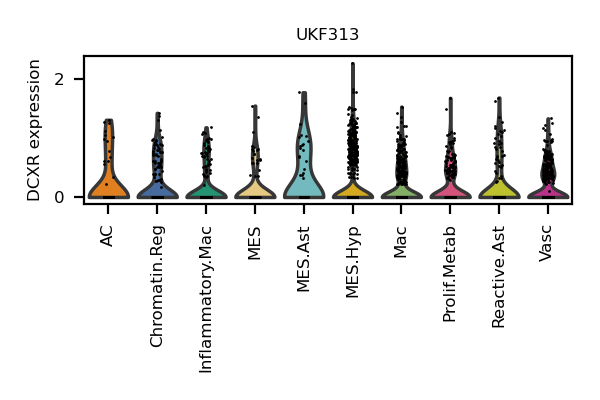 UKF313
DCXR expression
2
0
AC
Chromatin.Reg
Inflammatory.Mac
MES
MES.Ast
MES.Hyp
Mac
Prolif.Metab
Reactive.Ast
Vasc